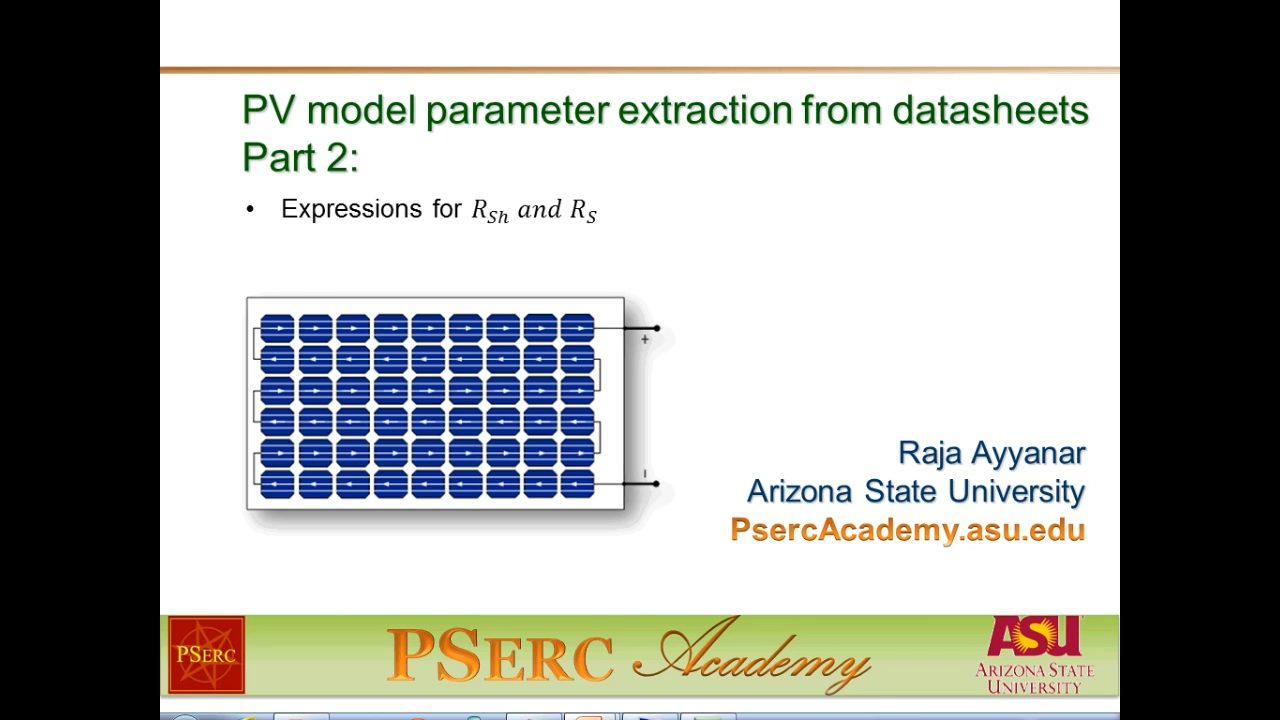 PV model parameter extraction from datasheets
Part 2:
• Expressions for R_Sh and R_S
+
-
Raja Ayyanar
Arizona State University
PsercAcademy.asu.edu
PSERC
PSERC Academy
ASU
ARIZONA STATE
UNIVERSITY